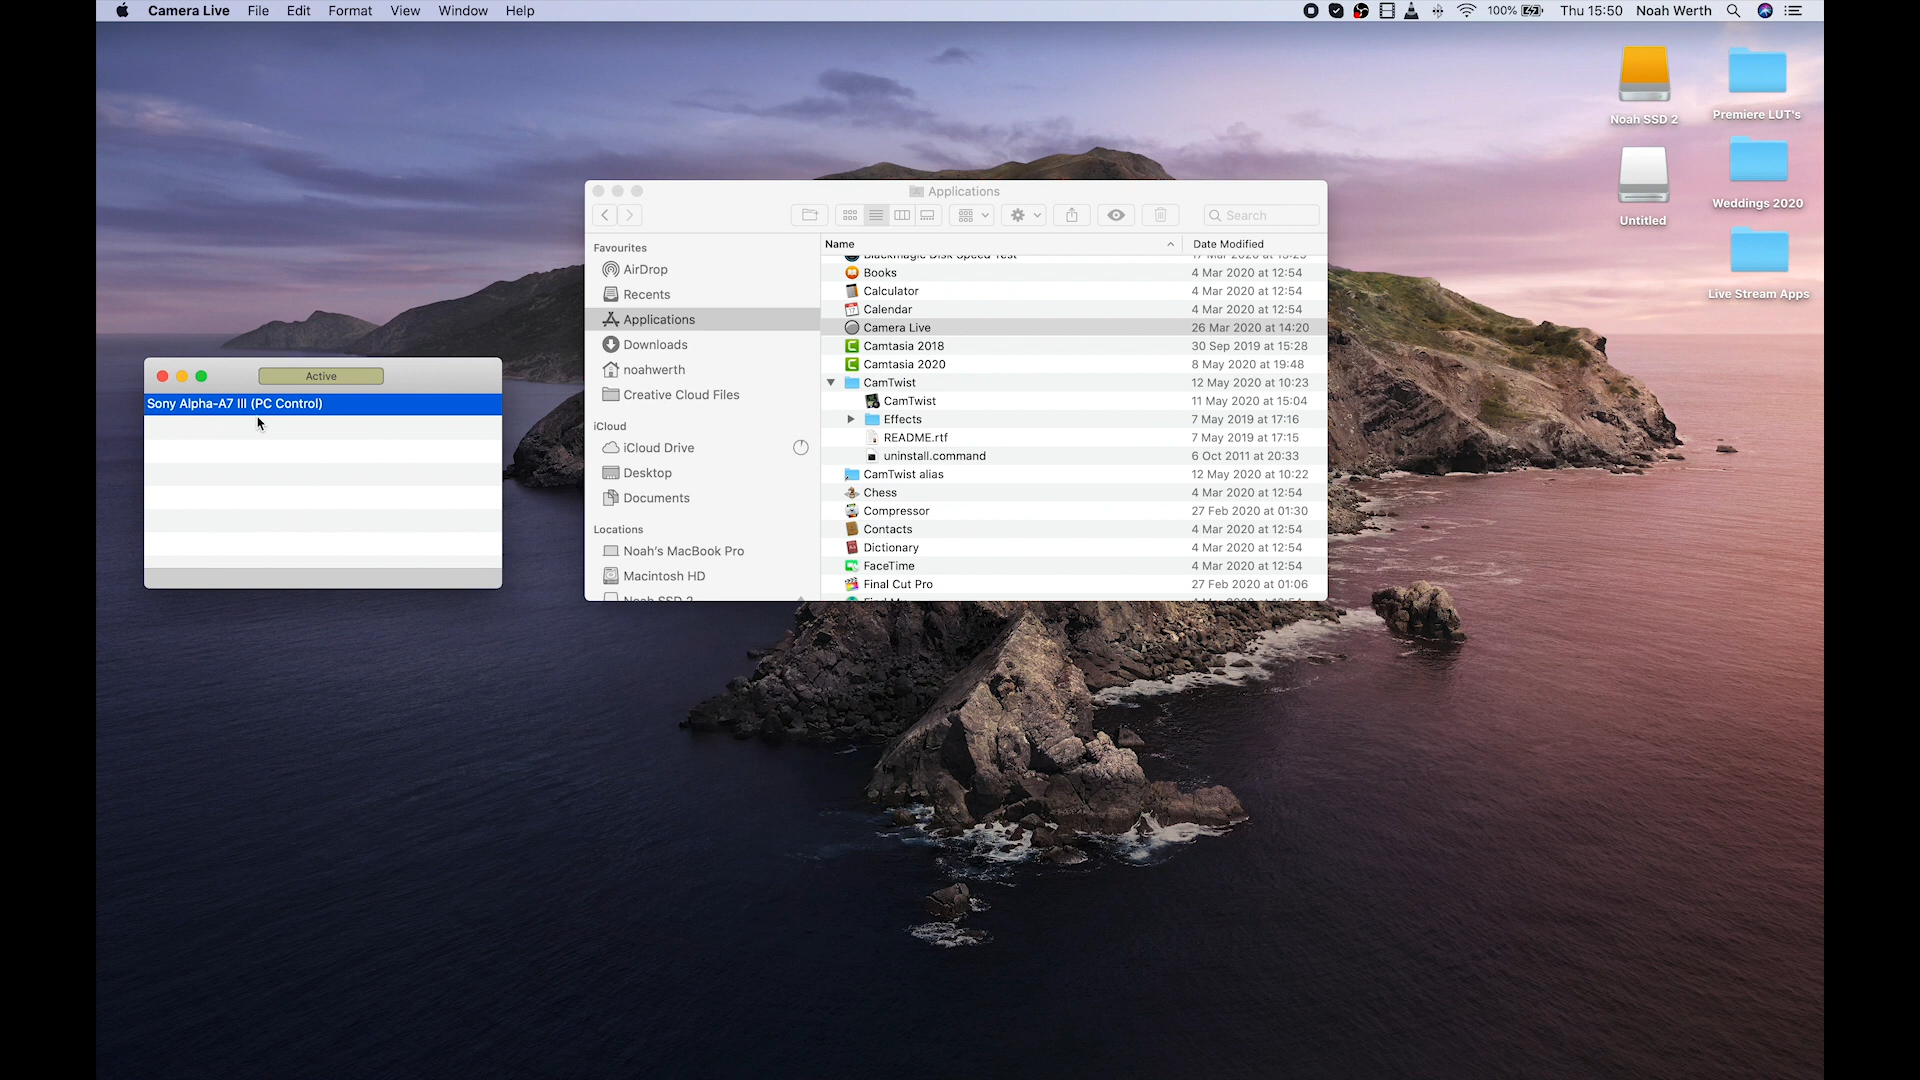 Camera Live File Edit Format View Window Help
100% Thu 15:50 Noah Werth
Noah SSD 2
Premiere LUT's
Untitled
Weddings 2020
Live Stream Apps
Active
Sony Alpha-A7 III (PC Control)
Applications
Search
Favourites
AirDrop
Recents
Applications
Downloads
noahwerth
Creative Cloud Files
iCloud
iCloud Drive
Desktop
Documents
Locations
Noah's MacBook Pro
Macintosh HD
Noah SSD 2
Name Date Modified
Blackmagic Disk Speed Test
Books 4 Mar 2020 at 12:54
Calculator 4 Mar 2020 at 12:54
Calendar 4 Mar 2020 at 12:54
Camera Live 26 Mar 2020 at 14:20
Camtasia 2018 30 Sep 2019 at 15:28
Camtasia 2020 8 May 2020 at 19:48
CamTwist 12 May 2020 at 10:23
CamTwist 11 May 2020 at 15:04
Effects 7 May 2019 at 17:16
README.rtf 7 May 2019 at 17:15
uninstall.command 6 Oct 2011 at 20:33
CamTwist alias 12 May 2020 at 10:22
Chess 4 Mar 2020 at 12:54
Compressor 27 Feb 2020 at 01:30
Contacts 4 Mar 2020 at 12:54
Dictionary 4 Mar 2020 at 12:54
FaceTime 4 Mar 2020 at 12:54
Final Cut Pro 27 Feb 2020 at 01:06